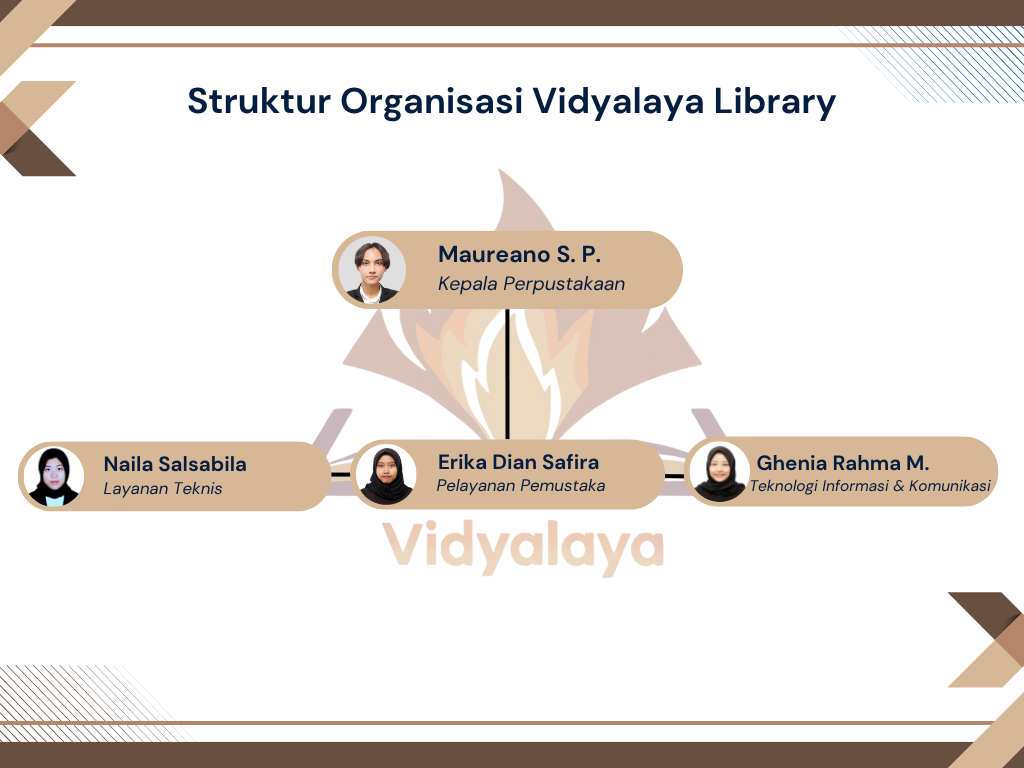 Struktur Organisasi Vidyalaya Library
Maureano S. P.
Kepala Perpustakaan
Naila Salsabila
Layanan Teknis
Erika Dian Safira
Pelayanan Pemustaka
Ghenia Rahma M.
Teknologi Informasi & Komunikasi
Vidyalaya